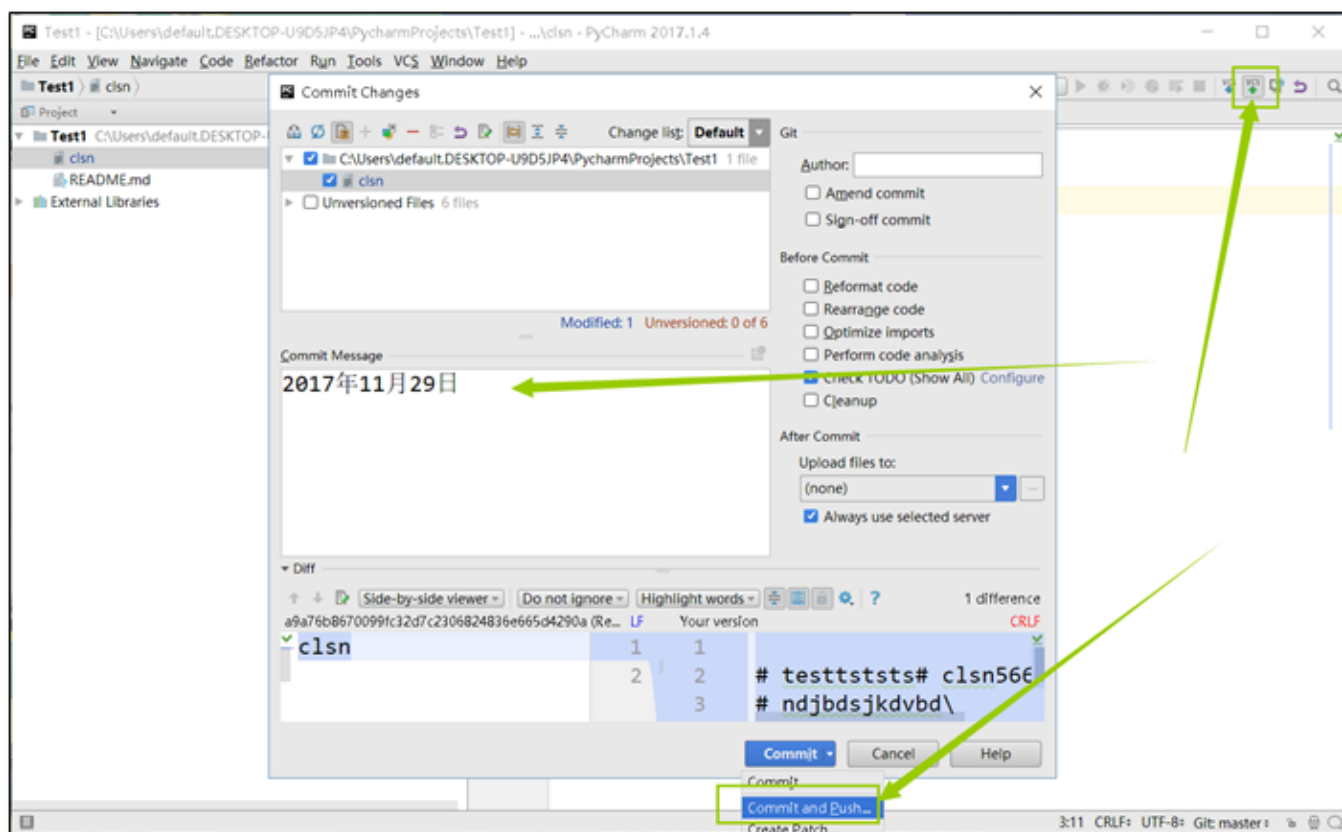 Test1 - [C:\Users\default.DESKTOP-U9D5JP4\PycharmProjects\Test1] - ...\clsn - PyCharm 2017.1.4
File Edit View Navigate Code Refactor Run Tools VCS Window Help
Test1 clsn
Project
Test1 C:\Users\default.DESKTOP-
clsn
README.md
External Libraries
Commit Changes
Change list: Default
C:\Users\default.DESKTOP-U9D5JP4\PycharmProjects\Test1 1 file
clsn
Unversioned Files 6 files
Modified: 1 Unversioned: 0 of 6
Git
Author:
Amend commit
Sign-off commit
Before Commit
Reformat code
Rearrange code
Optimize imports
Perform code analysis
Check TODO (Show All) Configure
Cleanup
After Commit
Upload files to:
(none)
Always use selected server
Commit Message
2017年11月29日
Diff
Side-by-side viewer Do not ignore Highlight words ? 1 difference
a9a76b8670099fc32d7c2306824836e665d4290a (Re... LF Your version CRLF
clsn 1 1
2 2 # testtststs# clsn566
3 # ndjbdsjkdvbd\
Commit Cancel Help
Commit
Commit and Push...
Create Patch
3:11 CRLF UTF-8 Git: master